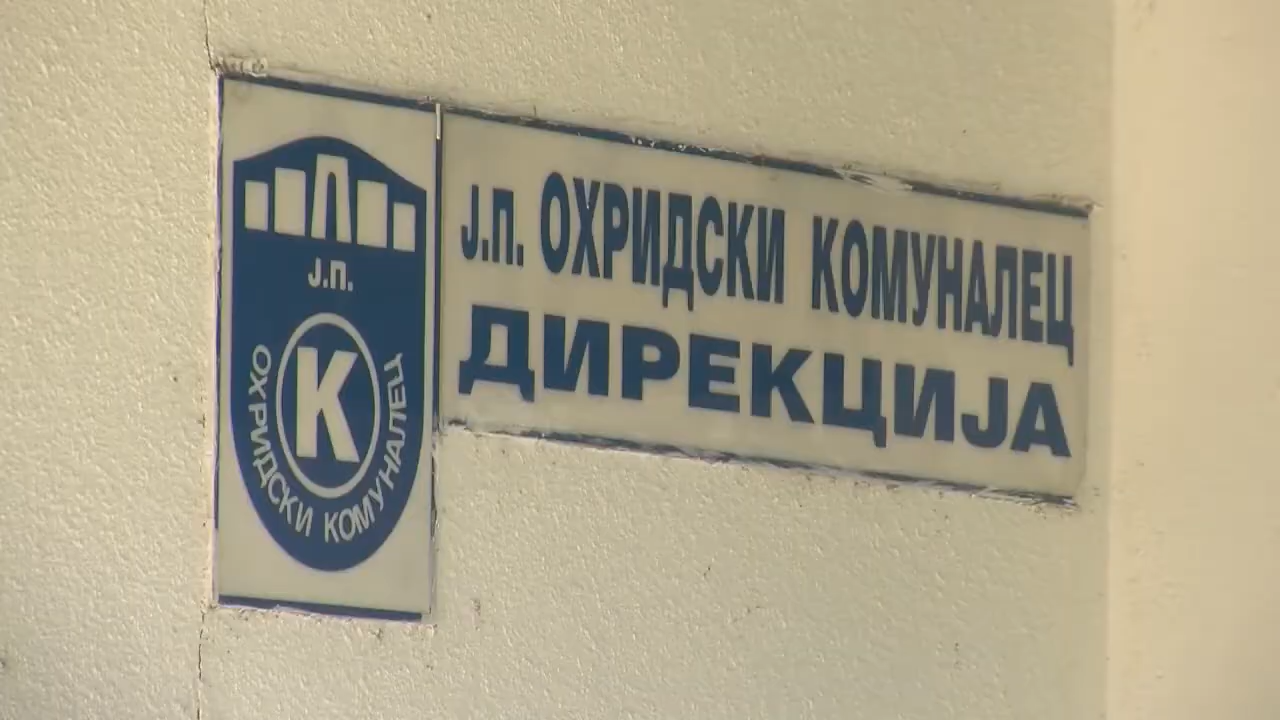 Ј.П.
К
ОХРИДСКИ КОМУНАЛЕЦ
Ј.П. ОХРИДСКИ КОМУНАЛЕЦ
ДИРЕКЦИЈА